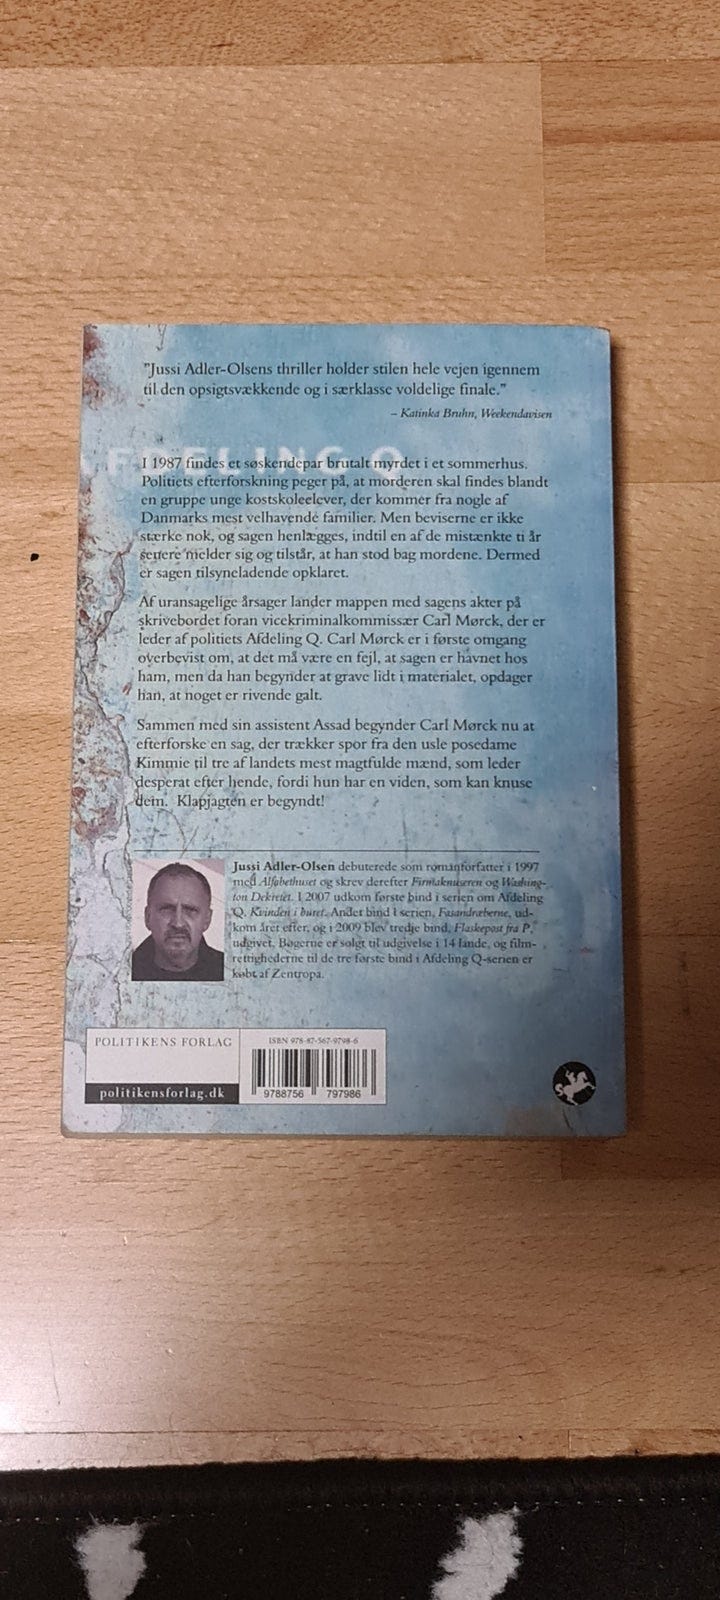 "Jussi Adler-Olsens thriller holder stilen hele vejen igennem
til den opsigtsvækkende og i særklasse voldelige finale."
– Katinka Bruhn, Weekendavisen
AFDELING Q
I 1987 findes et søskendepar brutalt myrdet i et sommerhus.
Politiets efterforskning peger på, at morderen skal findes blandt
en gruppe unge kostskoleelever, der kommer fra nogle af
Danmarks mest velhavende familier. Men beviserne er ikke
stærke nok, og sagen henlægges, indtil en af de mistænkte ti år
senere melder sig og tilstår, at han stod bag mordene. Dermed
er sagen tilsyneladende opklaret.
Af uransagelige årsager lander mappen med sagens akter på
skrivebordet foran vicekriminalkommissær Carl Mørck, der er
leder af politiets Afdeling Q. Carl Mørck er i første omgang
overbevist om, at det må være en fejl, at sagen er havnet hos
ham, men da han begynder at grave lidt i materialet, opdager
han, at noget er rivende galt.
Sammen med sin assistent Assad begynder Carl Mørck nu at
efterforske en sag, der trækker spor fra den usle posedame
Kimmie til tre af landets mest magtfulde mænd, som leder
desperat efter hende, fordi hun har en viden, som kan knuse
dem. Klapjagten er begyndt!
Jussi Adler-Olsen debuterede som romanforfatter i 1997
med Alfabethuset og skrev derefter Firmaknuseren og Washing-
ton Dekretet. I 2007 udkom første bind i serien om Afdeling
Q, Kvinden i buret. Andet bind i serien, Fasandræberne, ud-
kom året efter, og i 2009 blev tredje bind, Flaskepost fra P,
udgivet. Bøgerne er solgt til udgivelse i 14 lande, og film-
rettighederne til de tre første bind i Afdeling Q-serien er
købt af Zentropa.
POLITIKENS FORLAG
politikensforlag.dk
ISBN 978-87-567-9798-6
9788756 797986